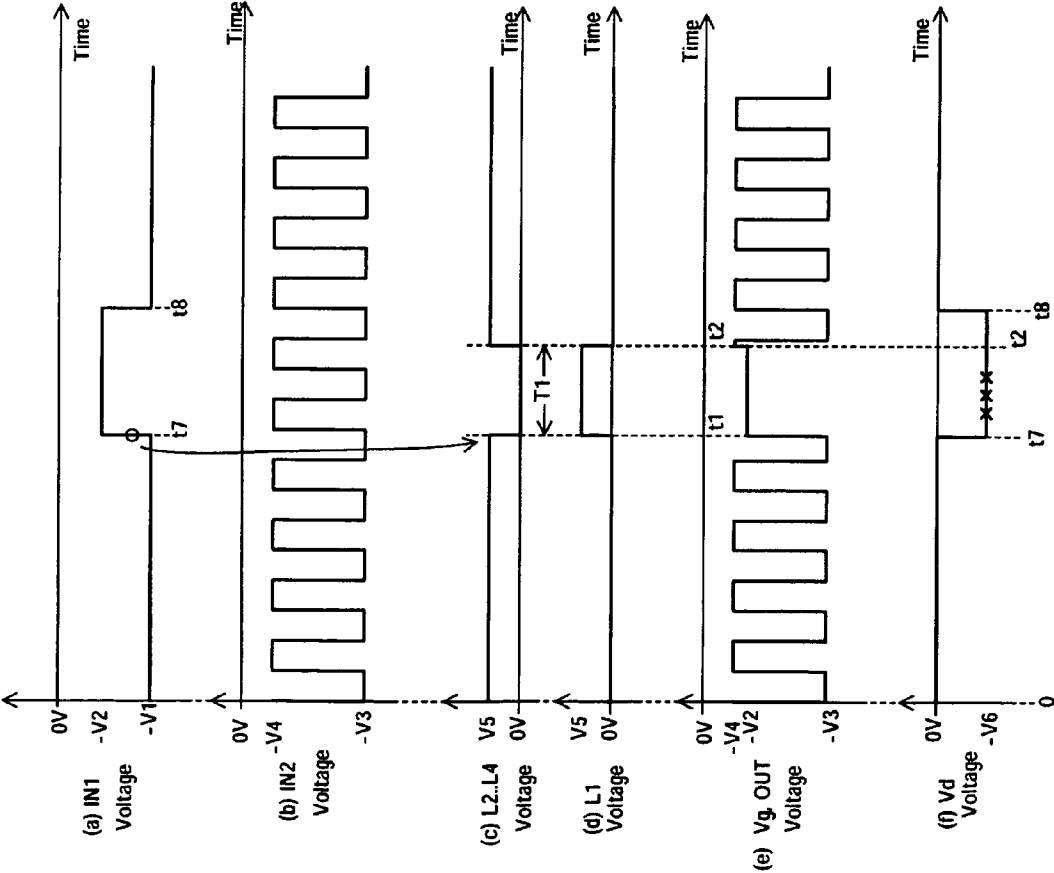 0V
-V2
-V1
(a) IN1
Voltage
t7
t8
Time
0V
-V4
-V3
(b) IN2
Voltage
Time
V5
0V
(c) L2..L4
Voltage
T1
Time
V5
0V
(d) L1
Voltage
Time
0V
-V4
-V2
-V3
(e) Vg, OUT
Voltage
t1
t2
Time
0V
-V6
(f) Vd
Voltage
0
t7
t2
t8
Time